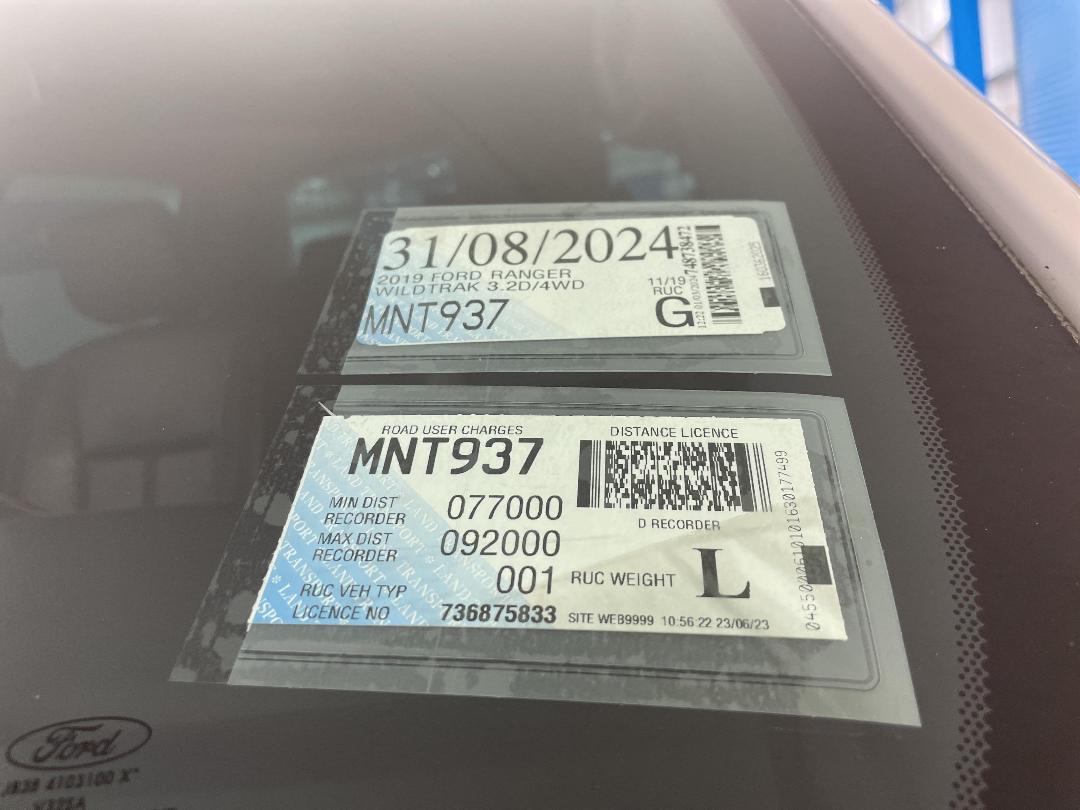 31/08/2024
2019 FORD RANGER
WILDTRAK 3.2D/4WD
MNT937
11/19
RUC
G
748738472
ROAD USER CHARGES
MNT937
DISTANCE LICENCE
MIN DIST RECORDER 077000
D RECORDER
MAX DIST RECORDER 092000
RUC VEH TYP 001
RUC WEIGHT L
LICENCE NO. 736875833
SITE WEB9999 10:56:22 23/06/23
Ford